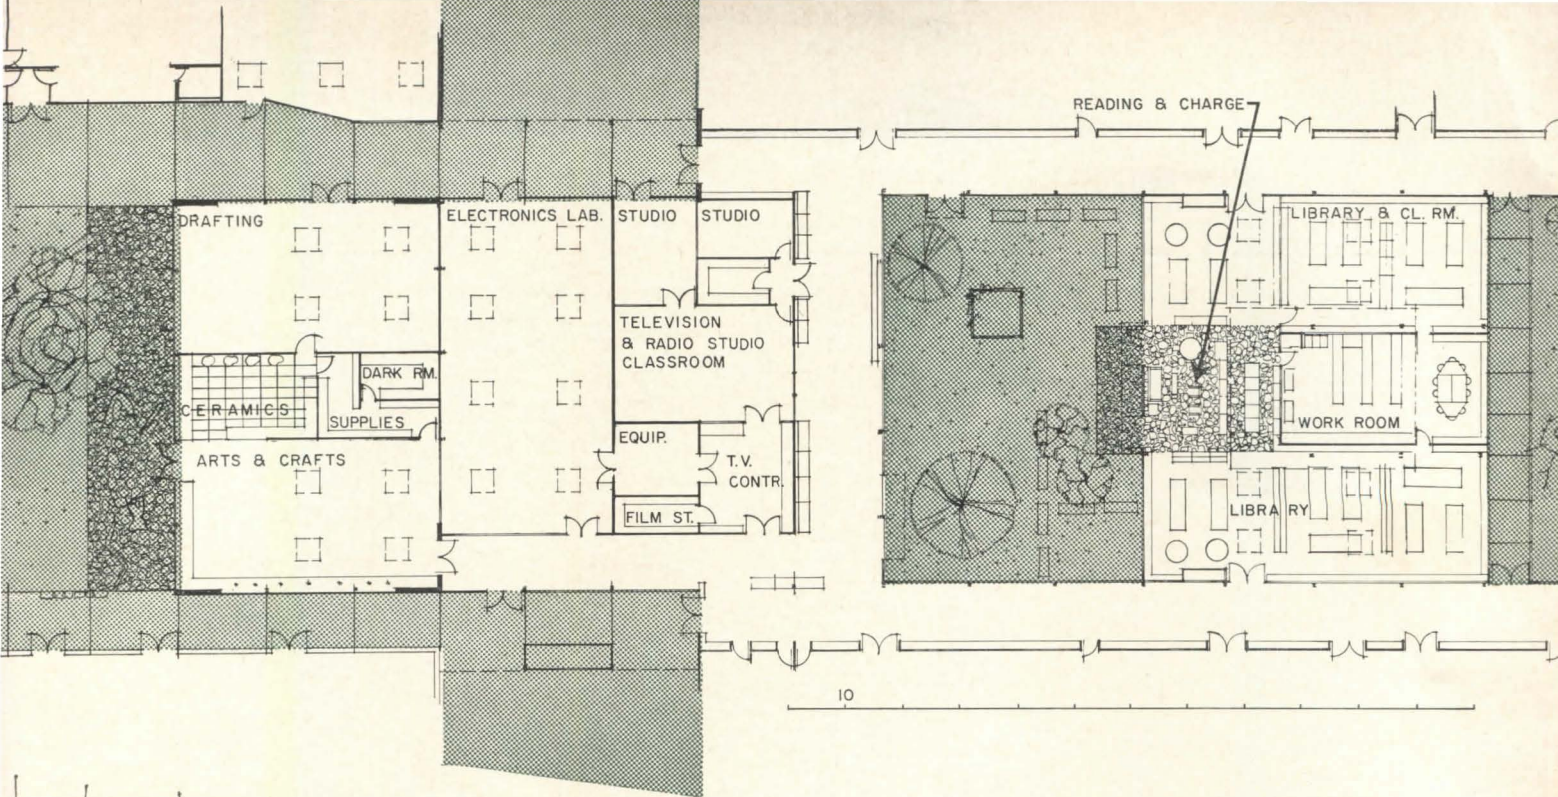 READING & CHARGE
DRAFTING
ELECTRONICS LAB.
STUDIO
STUDIO
LIBRARY & CL. RM.
TELEVISION
& RADIO STUDIO
CLASSROOM
DARK RM.
CERAMICS
SUPPLIES
WORK ROOM
EQUIP.
ARTS & CRAFTS
T.V.
CONTR.
FILM ST.
LIBRARY
10